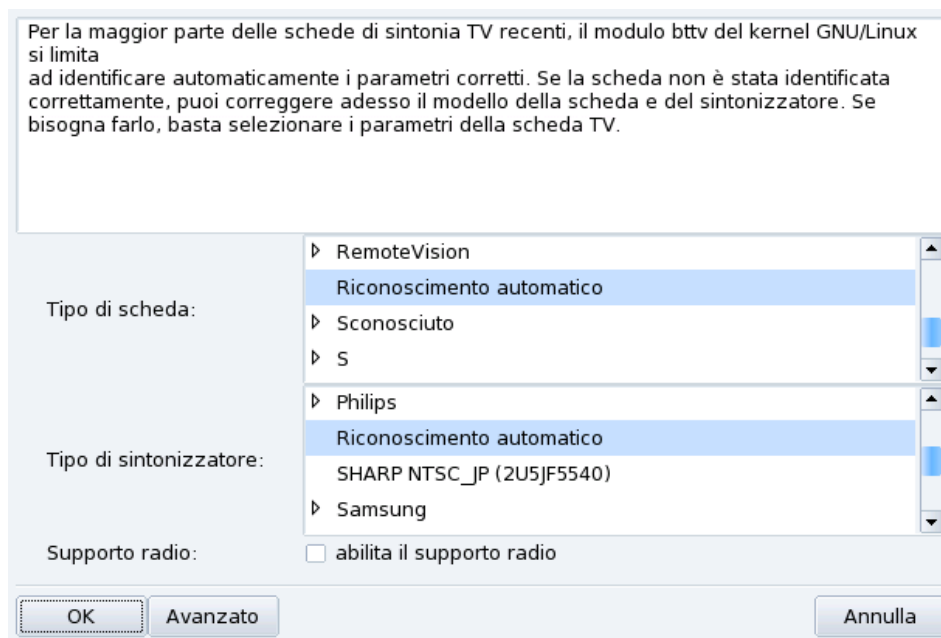 Per la maggior parte delle schede di sintonia TV recenti, il modulo bttv del kernel GNU/Linux
si limita
ad identificare automaticamente i parametri corretti. Se la scheda non è stata identificata
correttamente, puoi correggere adesso il modello della scheda e del sintonizzatore. Se
bisogna farlo, basta selezionare i parametri della scheda TV.
Tipo di scheda:
RemoteVision
Riconoscimento automatico
Sconosciuto
S
Tipo di sintonizzatore:
Philips
Riconoscimento automatico
SHARP NTSC_JP (2U5JF5540)
Samsung
Supporto radio:
abilita il supporto radio
OK
Avanzato
Annulla